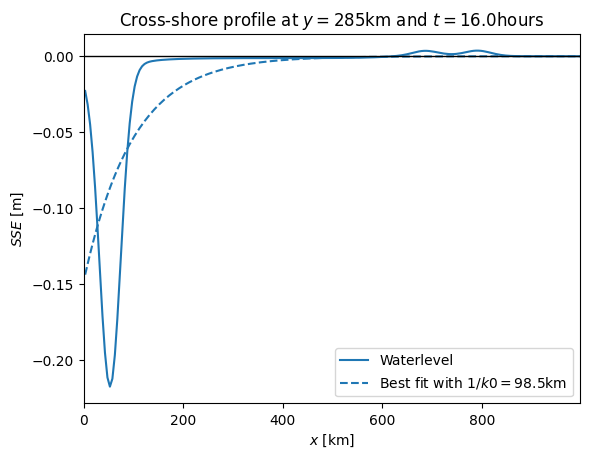 Cross-shore profile at y = 285km and t = 16.0hours
0.00
−0.05
−0.10
−0.15
−0.20
SSE [m]
0
200
400
600
800
x [km]
Waterlevel
Best fit with 1/k0 = 98.5km